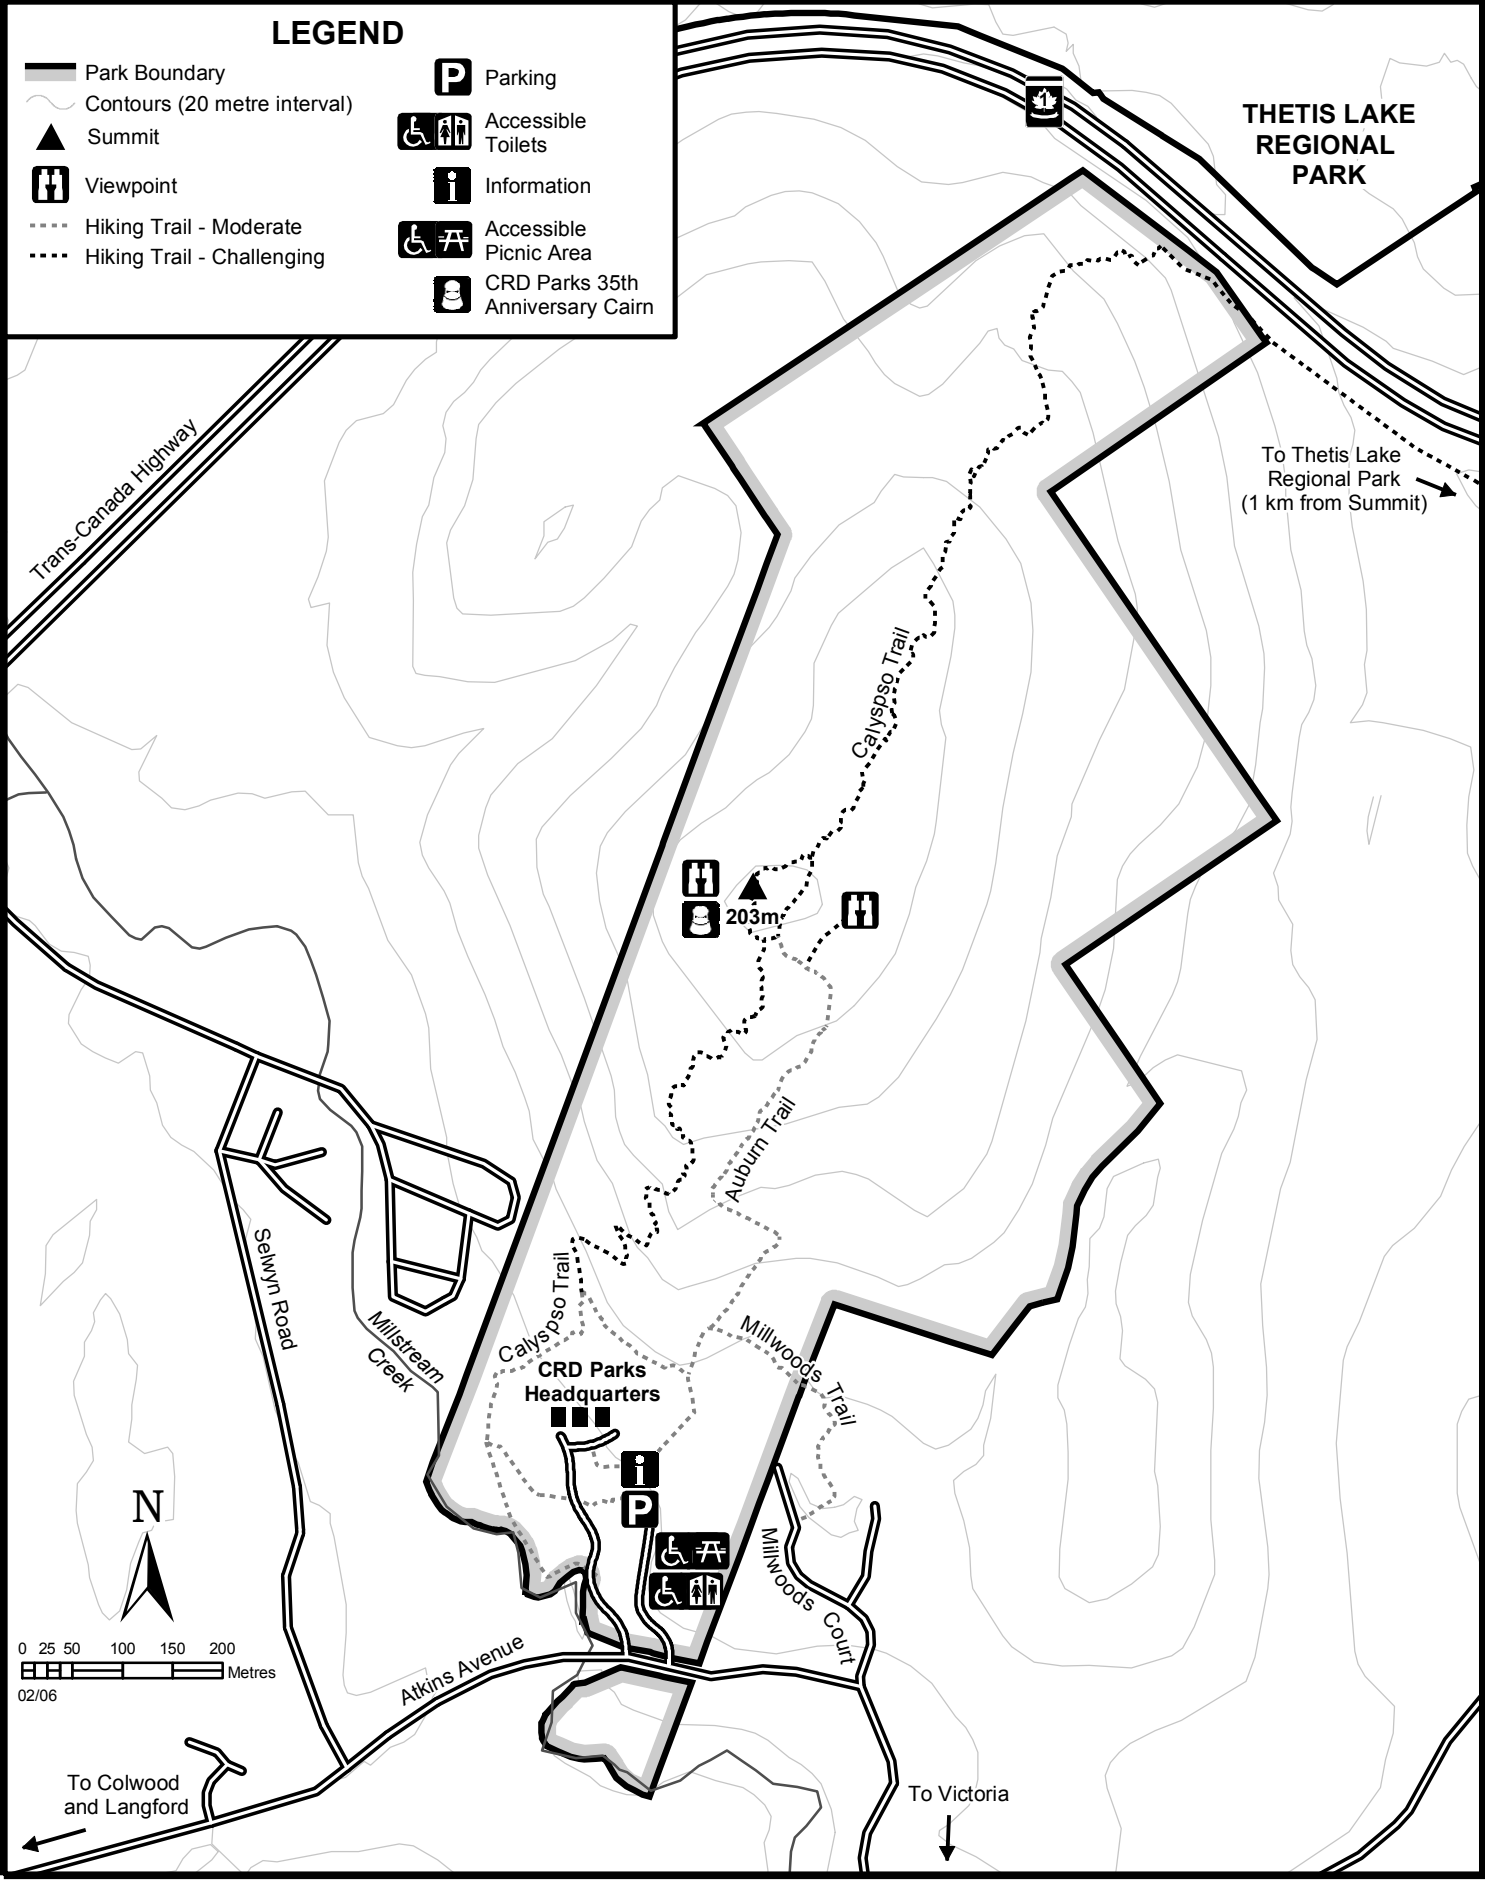 LEGEND
Park Boundary
Contours (20 metre interval)
Summit
Viewpoint
Hiking Trail - Moderate
Hiking Trail - Challenging
P
Parking
Accessible
Toilets
i
Information
Accessible
Picnic Area
CRD Parks 35th
Anniversary Cairn
1
THETIS LAKE
REGIONAL
PARK
Trans-Canada Highway
To Thetis Lake
Regional Park
(1 km from Summit)
Calyspso Trail
203m
Auburn Trail
Selwyn Road
Millstream
Creek
Calyspso Trail
Millwoods Trail
CRD Parks
Headquarters
i
P
N
Millwoods Court
0 25 50 100 150 200
Metres
02/06
Atkins Avenue
To Colwood
and Langford
To Victoria